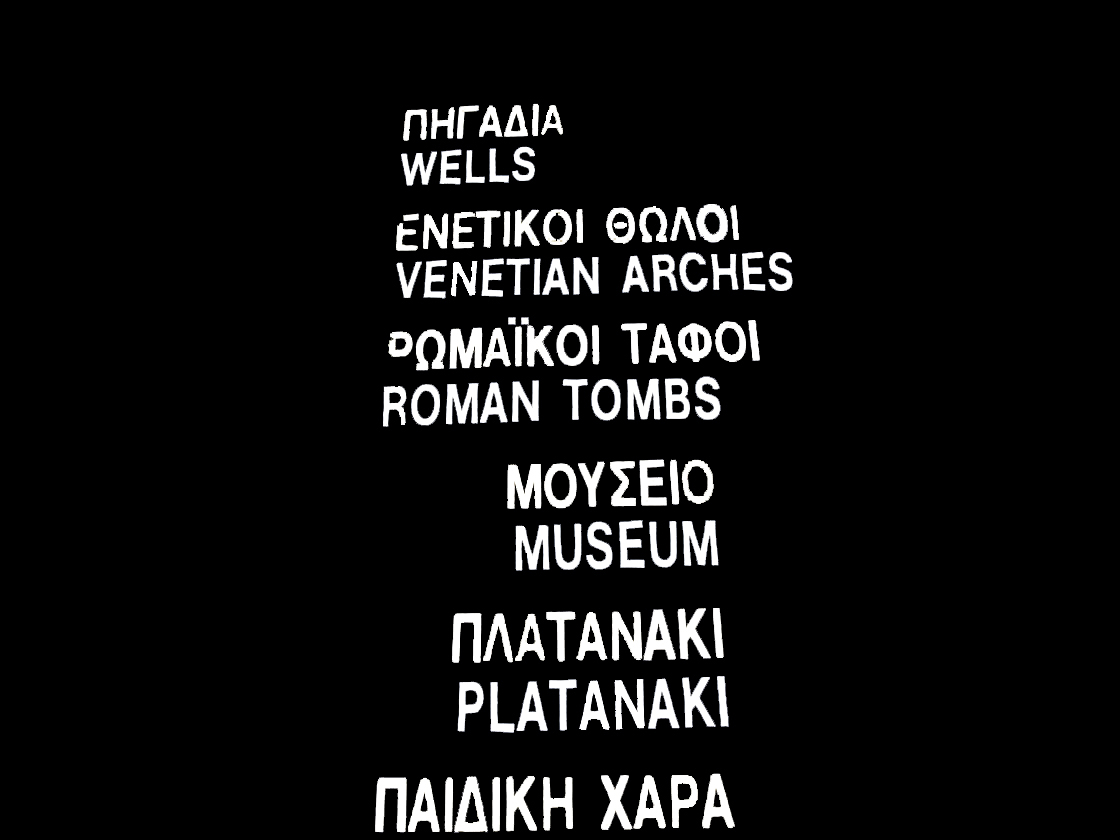 ΠΗΓΑΔΙΑ
WELLS
ΕΝΕΤΙΚΟΙ ΘΩΛΟΙ
VENETIAN ARCHES
ΡΩΜΑΪΚΟΙ ΤΑΦΟΙ
ROMAN TOMBS
ΜΟΥΣΕΙΟ
MUSEUM
ΠΛΑΤΑΝΑΚΙ
PLATANAKI
ΠΑΙΔΙΚΗ ΧΑΡΑ